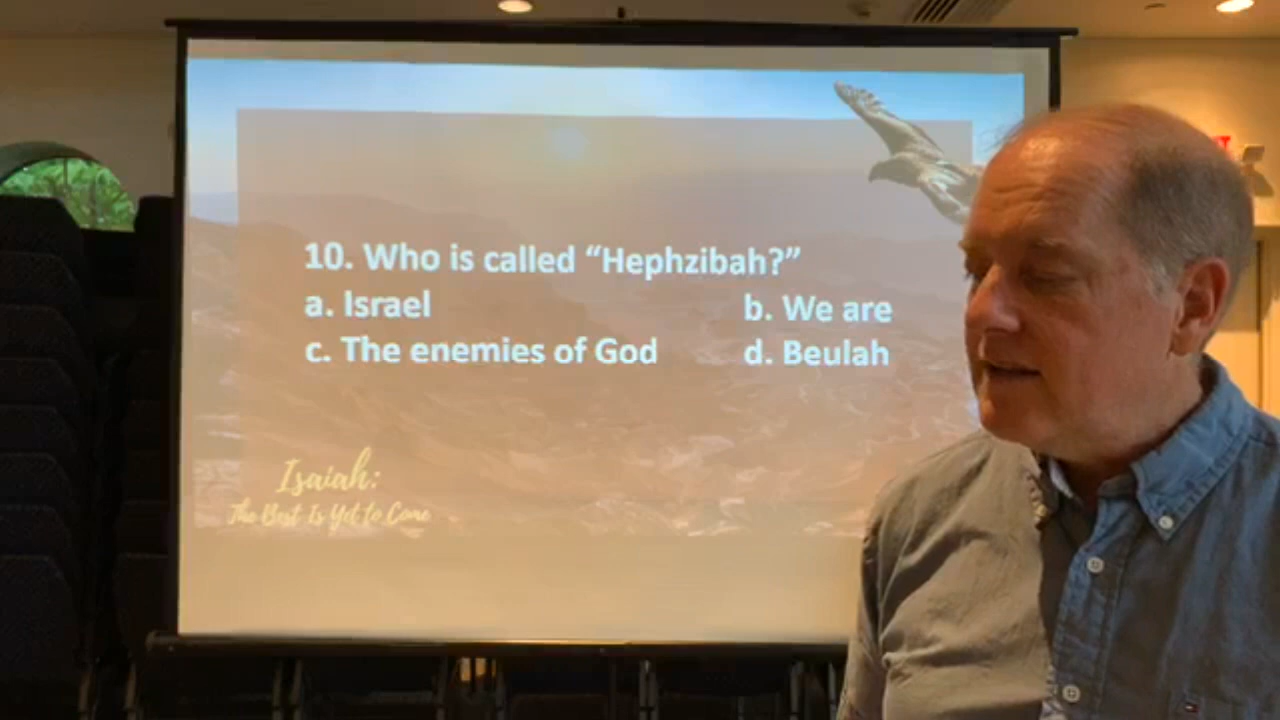 10. Who is called “Hephzibah?”
a. Israel b. We are
c. The enemies of God d. Beulah
Isaiah:
The Best Is Yet to Come